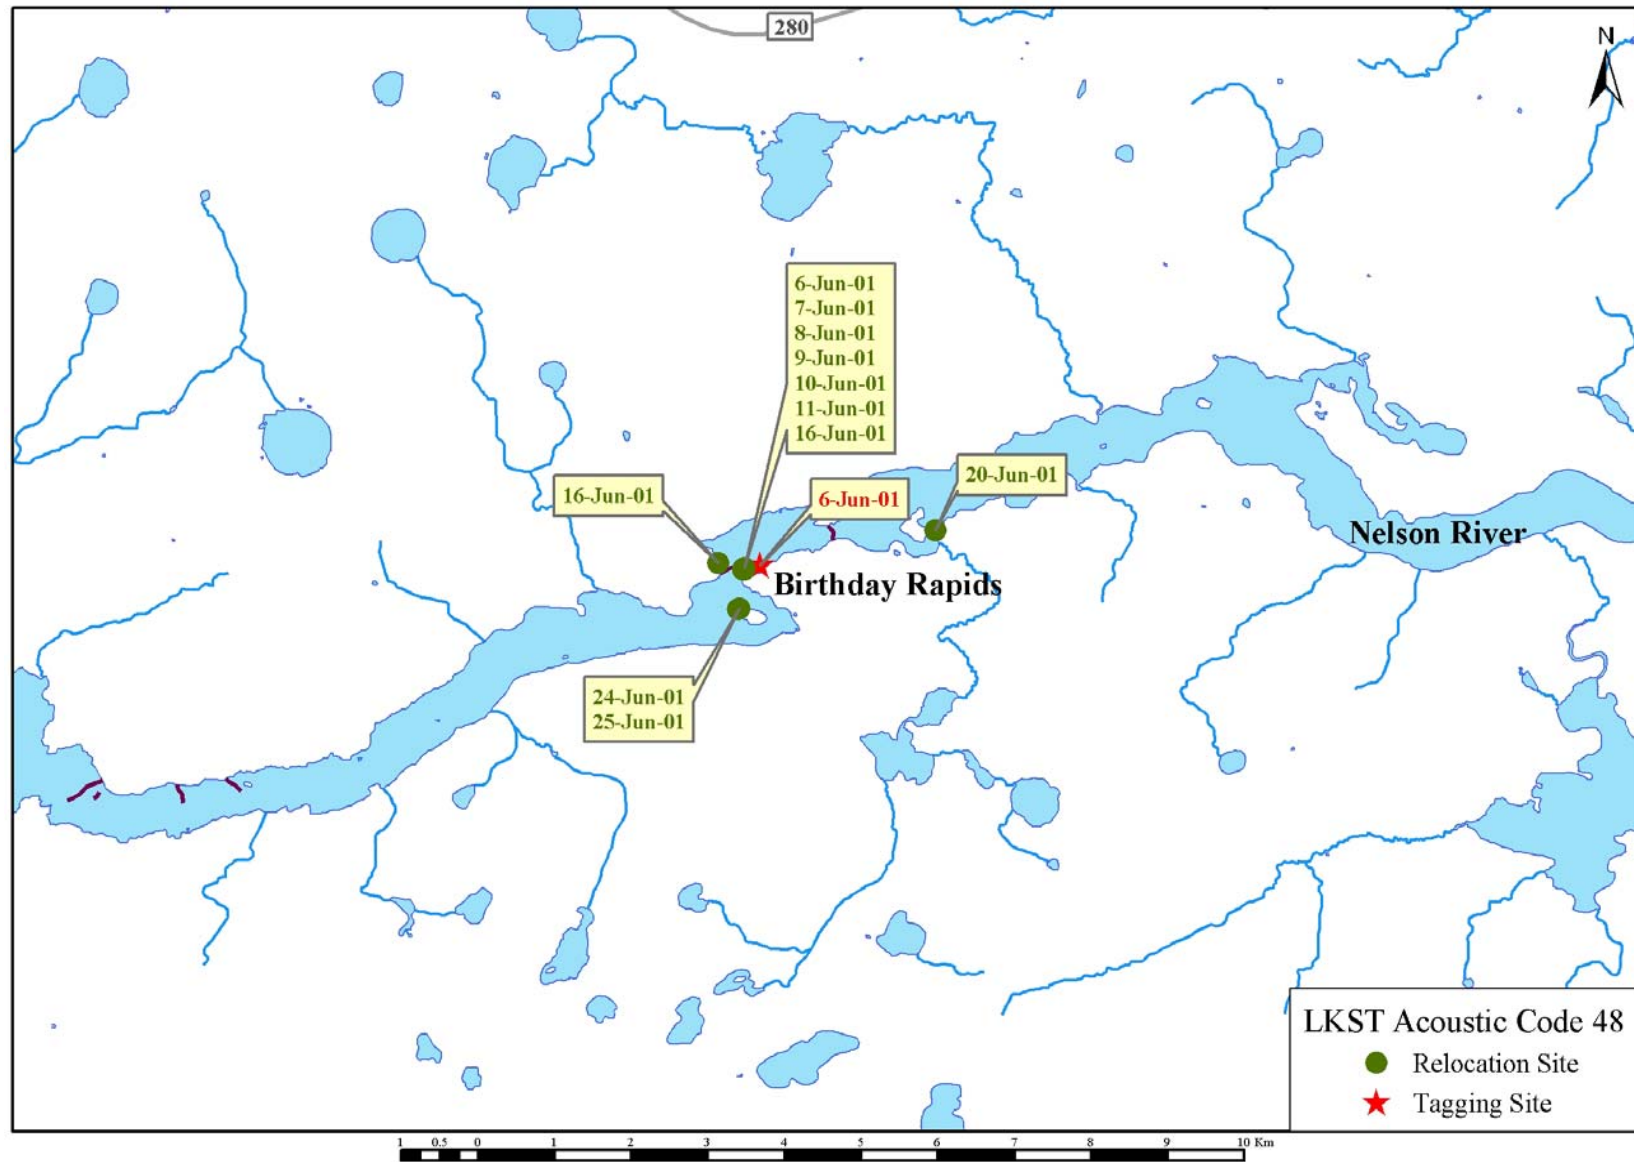 280
N
6-Jun-01
7-Jun-01
8-Jun-01
9-Jun-01
10-Jun-01
11-Jun-01
16-Jun-01
20-Jun-01
16-Jun-01
6-Jun-01
Nelson River
Birthday Rapids
24-Jun-01
25-Jun-01
LKST Acoustic Code 48
Relocation Site
Tagging Site
1 0.5 0 1 2 3 4 5 6 7 8 9 10 Km